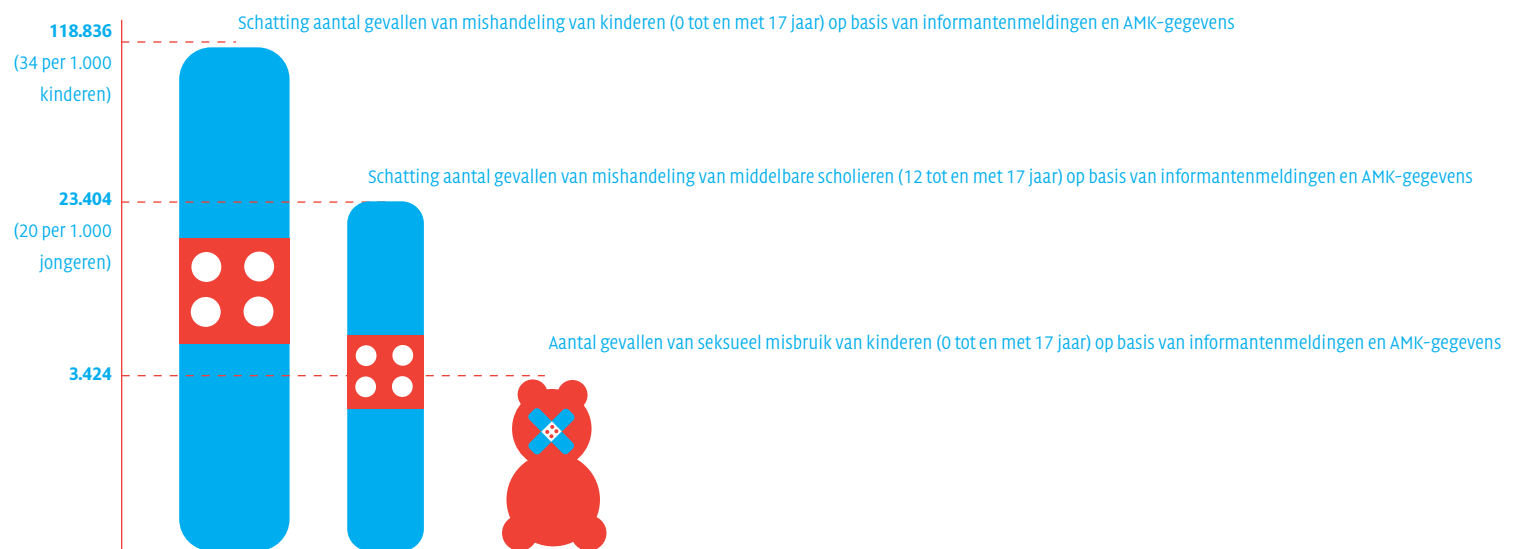 Schatting aantal gevallen van mishandeling van kinderen (0 tot en met 17 jaar) op basis van informantenmeldingen en AMK-gegevens
118.836
(34 per 1.000
kinderen)
Schatting aantal gevallen van mishandeling van middelbare scholieren (12 tot en met 17 jaar) op basis van informantenmeldingen en AMK-gegevens
23.404
(20 per 1.000
jongeren)
Aantal gevallen van seksueel misbruik van kinderen (0 tot en met 17 jaar) op basis van informantenmeldingen en AMK-gegevens
3.424